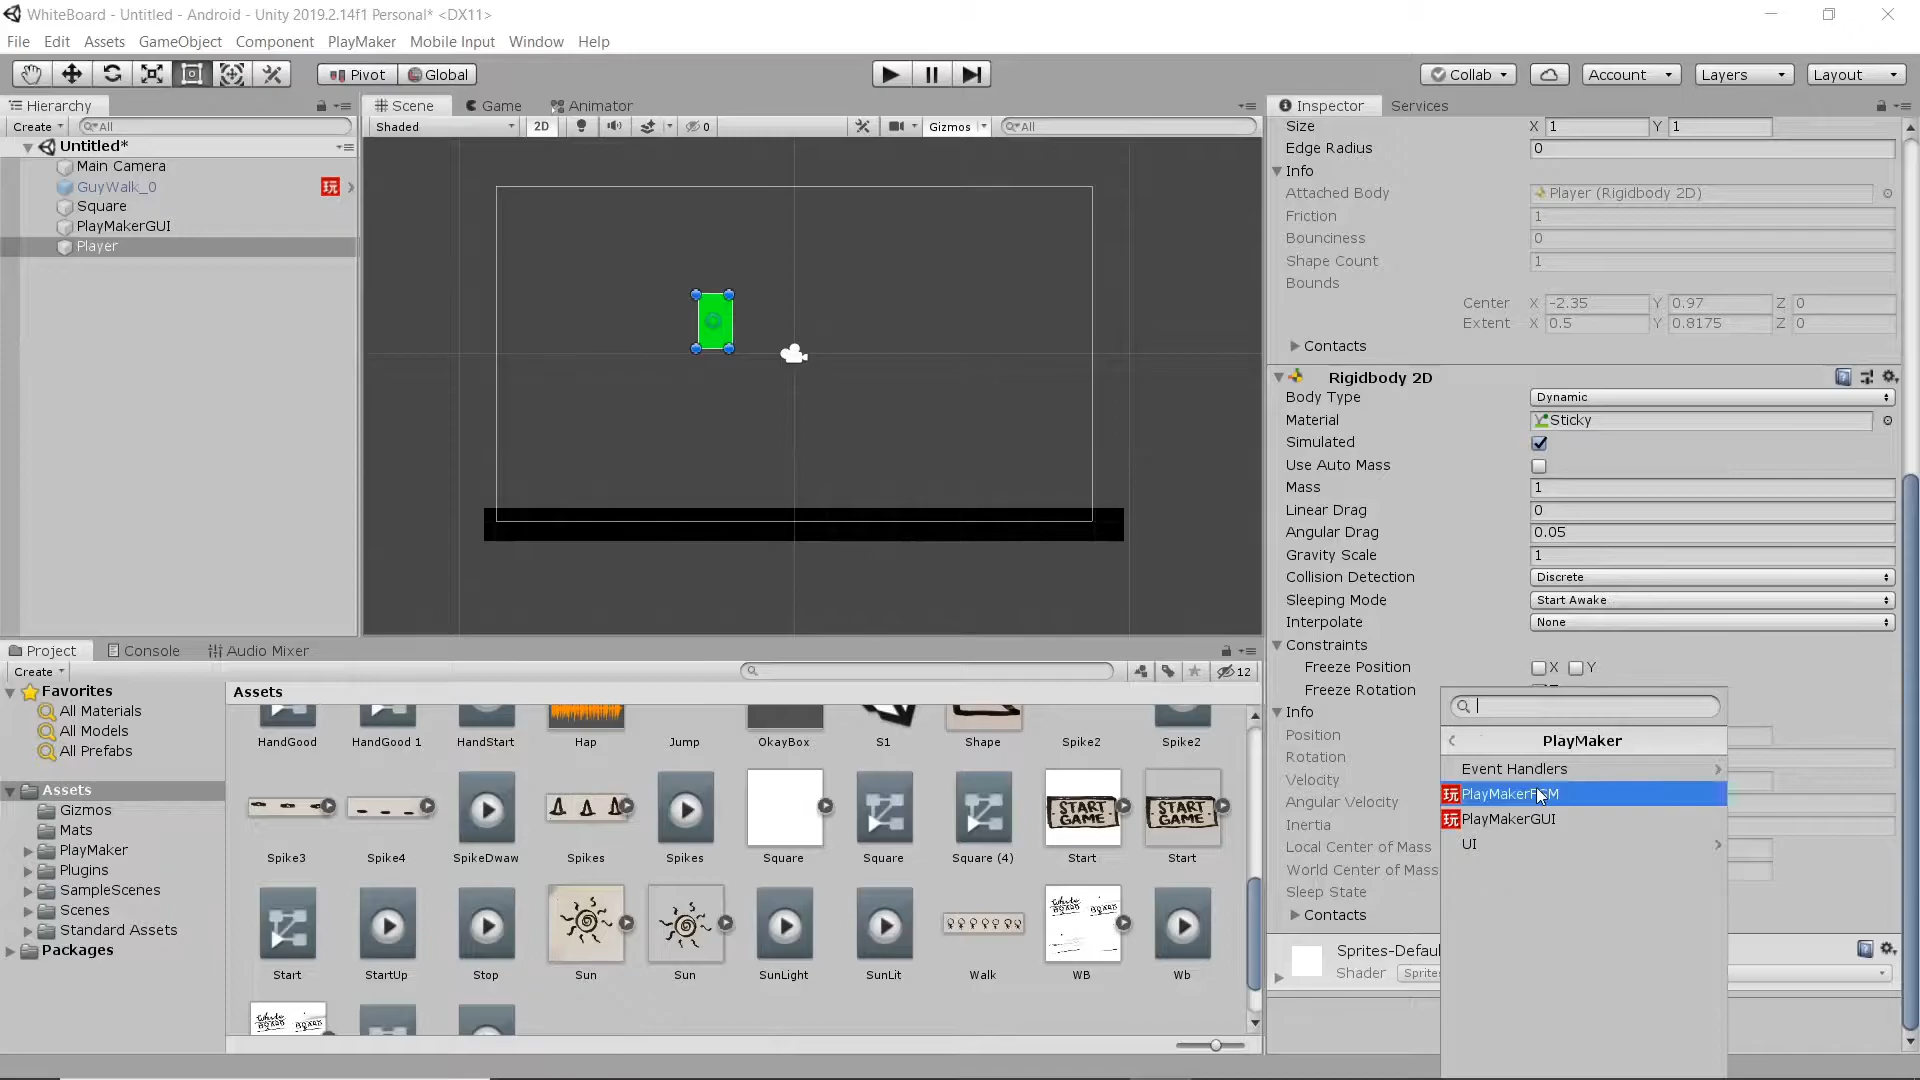 WhiteBoard - Untitled - Android - Unity 2019.2.14f1 Personal* <DX11>
File Edit Assets GameObject Component PlayMaker Mobile Input Window Help
Pivot Global Collab Account Layers Layout
Hierarchy
Create All
Untitled*
Main Camera
GuyWalk_0 玩
Square
PlayMakerGUI
Player
Scene Game Animator
Shaded 2D 0 Gizmos All
Inspector Services
Size X 1 Y 1
Edge Radius 0
Info
Attached Body Player (Rigidbody 2D)
Friction 1
Bounciness 0
Shape Count 1
Bounds
Center X -2.35 Y 0.97 Z 0
Extent X 0.5 Y 0.8175 Z 0
Contacts
Rigidbody 2D
Body Type Dynamic
Material Sticky
Simulated
Use Auto Mass
Mass 1
Linear Drag 0
Angular Drag 0.05
Gravity Scale 1
Collision Detection Discrete
Sleeping Mode Start Awake
Interpolate None
Constraints
Freeze Position X Y
Freeze Rotation
Info
Position
Rotation
Velocity
Angular Velocity
Inertia
Local Center of Mass
World Center of Mass
Sleep State
Contacts
Sprites-Defau
Shader Sprites
PlayMaker
Event Handlers
玩 PlayMakerFSM
玩 PlayMakerGUI
UI
Project Console Audio Mixer
Create 12
Favorites
All Materials
All Models
All Prefabs
Assets
Gizmos
Mats
PlayMaker
Plugins
SampleScenes
Scenes
Standard Assets
Packages
Assets
HandGood HandGood 1 HandStart Hap Jump OkayBox S1 Shape Spike2 Spike2
START GAME START GAME
Spike3 Spike4 SpikeDwaw Spikes Spikes Square Square Square (4) Start Start
Start StartUp Stop Sun Sun SunLight SunLit Walk WB Wb